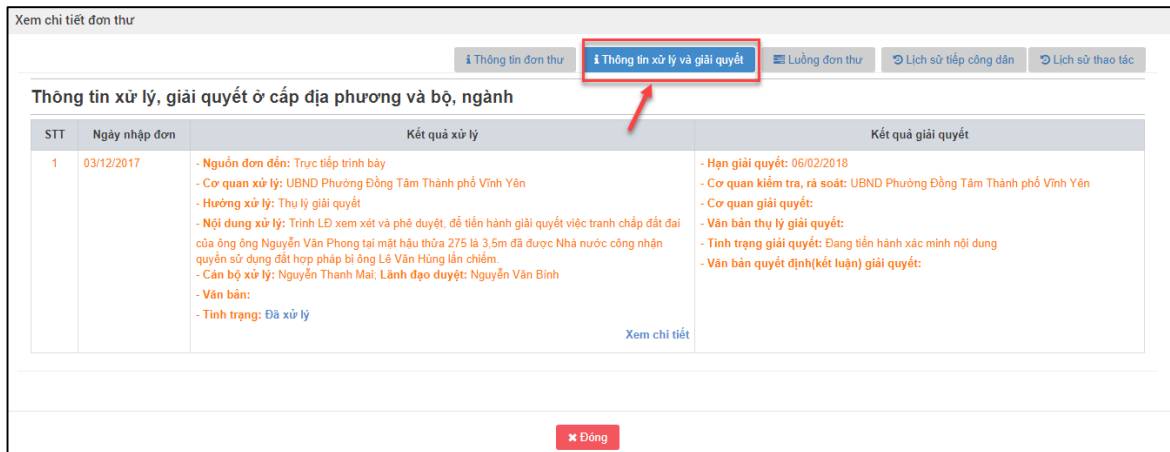 Xem chi tiết đơn thư
Thông tin đơn thư
Thông tin xử lý và giải quyết
Luồng đơn thư
Lịch sử tiếp công dân
Lịch sử thao tác
Thông tin xử lý, giải quyết ở cấp địa phương và bộ, ngành
STT
Ngày nhập đơn
Kết quả xử lý
Kết quả giải quyết
1
03/12/2017
- Nguồn đơn đến: Trực tiếp trình bày
- Cơ quan xử lý: UBND Phường Đồng Tâm Thành phố Vĩnh Yên
- Hướng xử lý: Thụ lý giải quyết
- Nội dung xử lý: Trình LĐ xem xét và phê duyệt, để tiến hành giải quyết việc tranh chấp đất đai
của ông ông Nguyễn Văn Phong tại mặt hậu thửa 275 là 3,5m đã được Nhà nước công nhận
quyền sử dụng đất hợp pháp bị ông Lê Văn Hùng lấn chiếm.
- Cán bộ xử lý: Nguyễn Thanh Mai; Lãnh đạo duyệt: Nguyễn Văn Bính
- Văn bản:
- Tình trạng: Đã xử lý
Xem chi tiết
- Hạn giải quyết: 06/02/2018
- Cơ quan kiểm tra, rà soát: UBND Phường Đồng Tâm Thành phố Vĩnh Yên
- Cơ quan giải quyết:
- Văn bản thụ lý giải quyết:
- Tình trạng giải quyết: Đang tiến hành xác minh nội dung
- Văn bản quyết định(kết luận) giải quyết:
Đóng